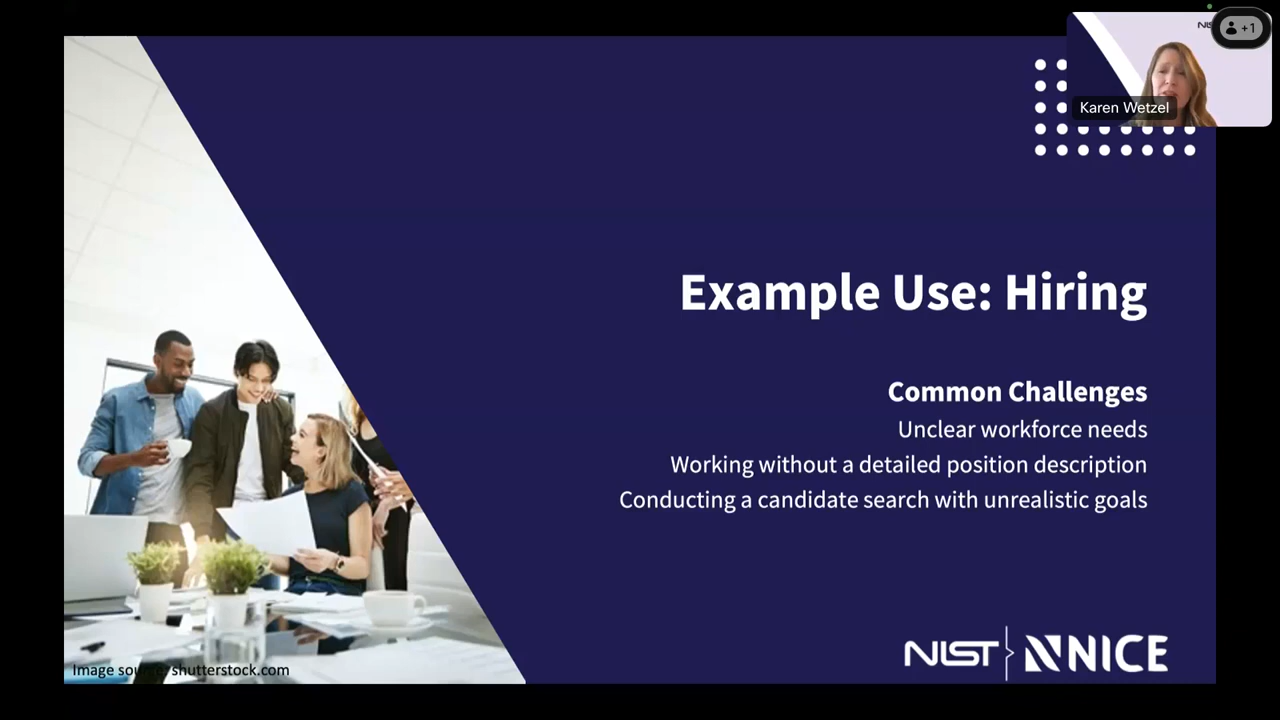 +1
Karen Wetzel
Example Use: Hiring
Common Challenges
Unclear workforce needs
Working without a detailed position description
Conducting a candidate search with unrealistic goals
Image shutterstock.com
NIST NICE